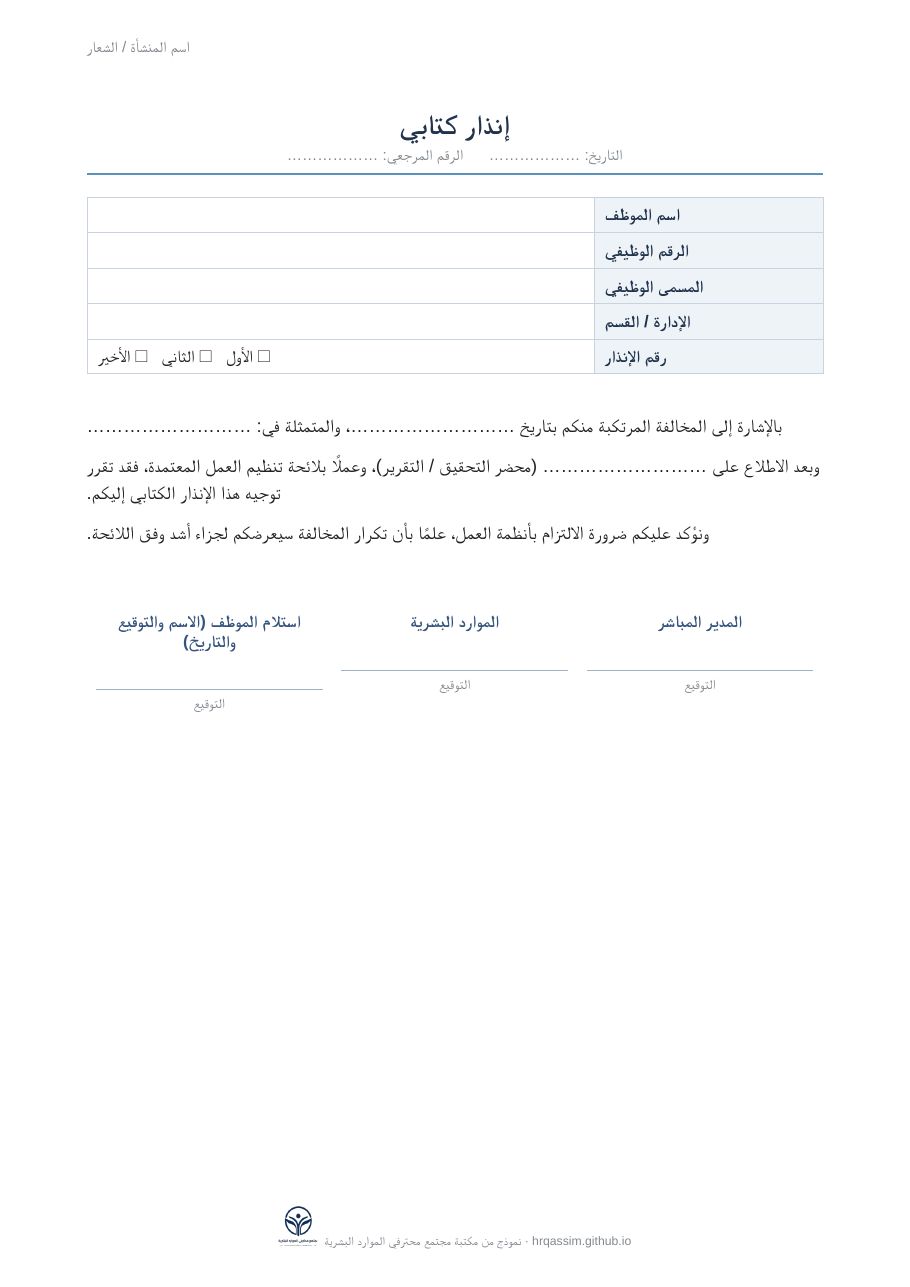 اسم المنشأة / الشعار
إنذار كتابي
التاريخ: ……………… الرقم المرجعي: ………………
اسم الموظف
الرقم الوظيفي
المسمى الوظيفي
الإدارة / القسم
رقم الإنذار ☐ الأول ☐ الثاني ☐ الأخير
بالإشارة إلى المخالفة المرتكبة منكم بتاريخ ………………………، والمتمثلة في: ………………………
وبعد الاطلاع على ……………………… (محضر التحقيق / التقرير)، وعملًا بلائحة تنظيم العمل المعتمدة، فقد تقرر
توجيه هذا الإنذار الكتابي إليكم.
ونؤكد عليكم ضرورة الالتزام بأنظمة العمل، علمًا بأن تكرار المخالفة سيعرضكم لجزاء أشد وفق اللائحة.
المدير المباشر
التوقيع
الموارد البشرية
التوقيع
استلام الموظف (الاسم والتوقيع
والتاريخ)
التوقيع
نموذج من مكتبة مجتمع محترفي الموارد البشرية · hrqassim.github.io